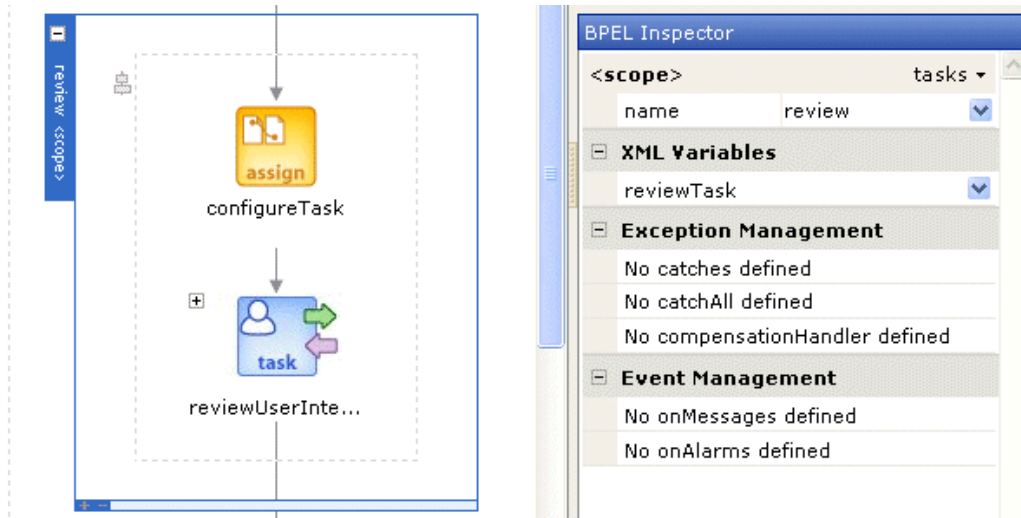 review <scope>
assign
configureTask
task
reviewUserInte...
BPEL Inspector
<scope> tasks
name review
XML Variables
reviewTask
Exception Management
No catches defined
No catchAll defined
No compensationHandler defined
Event Management
No onMessages defined
No onAlarms defined